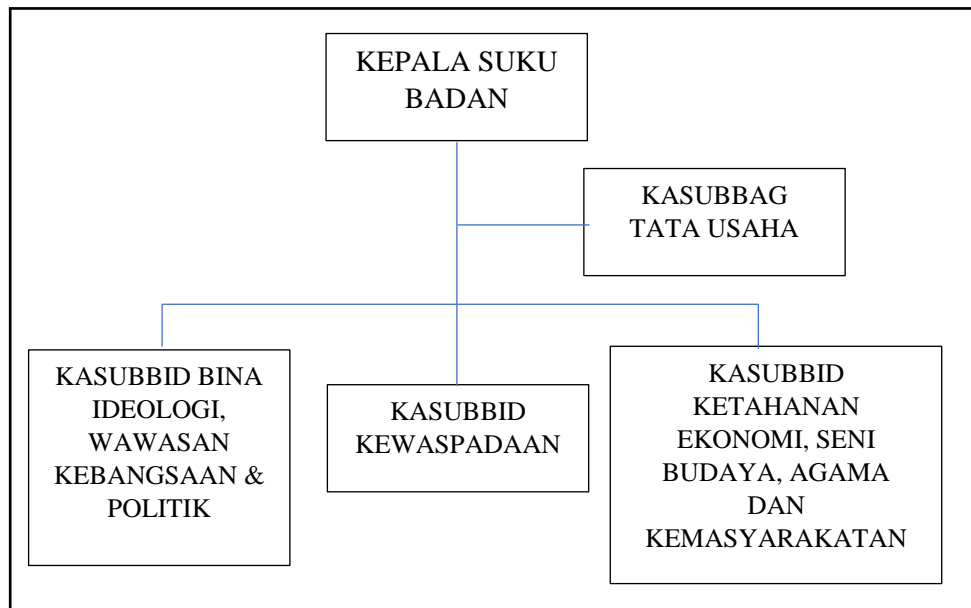 KEPALA SUKU
BADAN
KASUBBAG
TATA USAHA
KASUBBID BINA
IDEOLOGI,
WAWASAN
KEBANGSAAN &
POLITIK
KASUBBID
KEWASPADAAN
KASUBBID
KETAHANAN
EKONOMI, SENI
BUDAYA, AGAMA
DAN
KEMASYARAKATAN